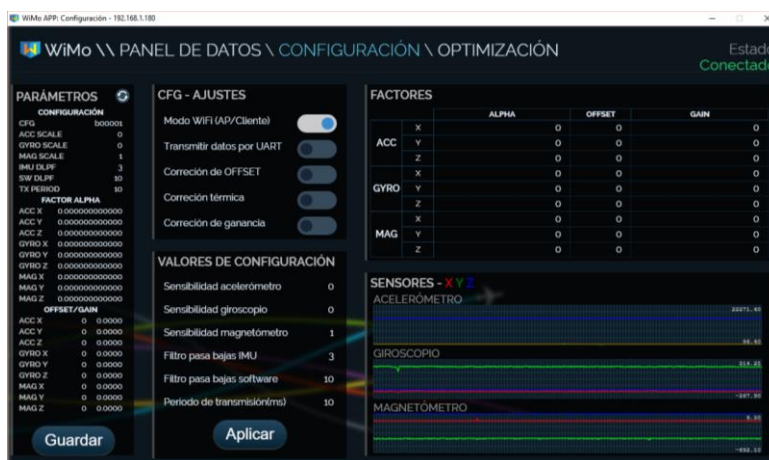 WiMo APP: Configuración - 192.168.1.180
WiMo \\ PANEL DE DATOS \ CONFIGURACIÓN \ OPTIMIZACIÓN
Estado
Conectado
PARÁMETROS
CONFIGURACIÓN
CFG b00001
ACC SCALE 0
GYRO SCALE 0
MAG SCALE 1
IMU DLPF 3
SW DLPF 10
TX PERIOD 10
FACTOR ALPHA
ACC X 0.000000000000
ACC Y 0.000000000000
ACC Z 0.000000000000
GYRO X 0.000000000000
GYRO Y 0.000000000000
GYRO Z 0.000000000000
MAG X 0.000000000000
MAG Y 0.000000000000
MAG Z 0.000000000000
OFFSET/GAIN
ACC X 0 0.0000
ACC Y 0 0.0000
ACC Z 0 0.0000
GYRO X 0 0.0000
GYRO Y 0 0.0000
GYRO Z 0 0.0000
MAG X 0 0.0000
MAG Y 0 0.0000
MAG Z 0 0.0000
Guardar
CFG - AJUSTES
Modo WiFi (AP/Cliente)
Transmitir datos por UART
Correción de OFFSET
Correción térmica
Correción de ganancia
VALORES DE CONFIGURACIÓN
Sensibilidad acelerómetro 0
Sensibilidad giroscopio 0
Sensibilidad magnetómetro 1
Filtro pasa bajas IMU 3
Filtro pasa bajas software 10
Periodo de transmisión(ms) 10
Aplicar
FACTORES
ALPHA OFFSET GAIN
X 0 0 0
ACC Y 0 0 0
Z 0 0 0
X 0 0 0
GYRO Y 0 0 0
Z 0 0 0
X 0 0 0
MAG Y 0 0 0
Z 0 0 0
SENSORES - X Y Z
ACELERÓMETRO
GIROSCOPIO
MAGNETÓMETRO